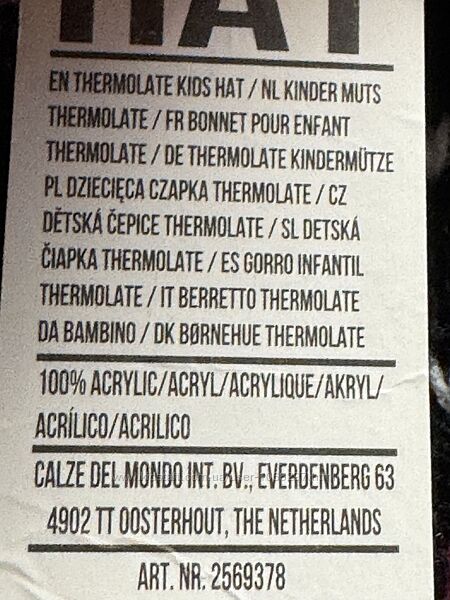 HAT
EN THERMOLATE KIDS HAT / NL KINDER MUTS
THERMOLATE / FR BONNET POUR ENFANT
THERMOLATE / DE THERMOLATE KINDERMÜTZE
PL DZIECIĘCA CZAPKA THERMOLATE / CZ
DĚTSKÁ ČEPICE THERMOLATE / SL DETSKÁ
ČIAPKA THERMOLATE / ES GORRO INFANTIL
THERMOLATE / IT BERRETTO THERMOLATE
DA BAMBINO / DK BØRNEHUE THERMOLATE
100% ACRYLIC/ACRYL/ACRYLIQUE/AKRYL/
ACRÍLICO/ACRILICO
CALZE DEL MONDO INT. BV., EVERDENBERG 63
4902 TT OOSTERHOUT, THE NETHERLANDS
ART. NR. 2569378